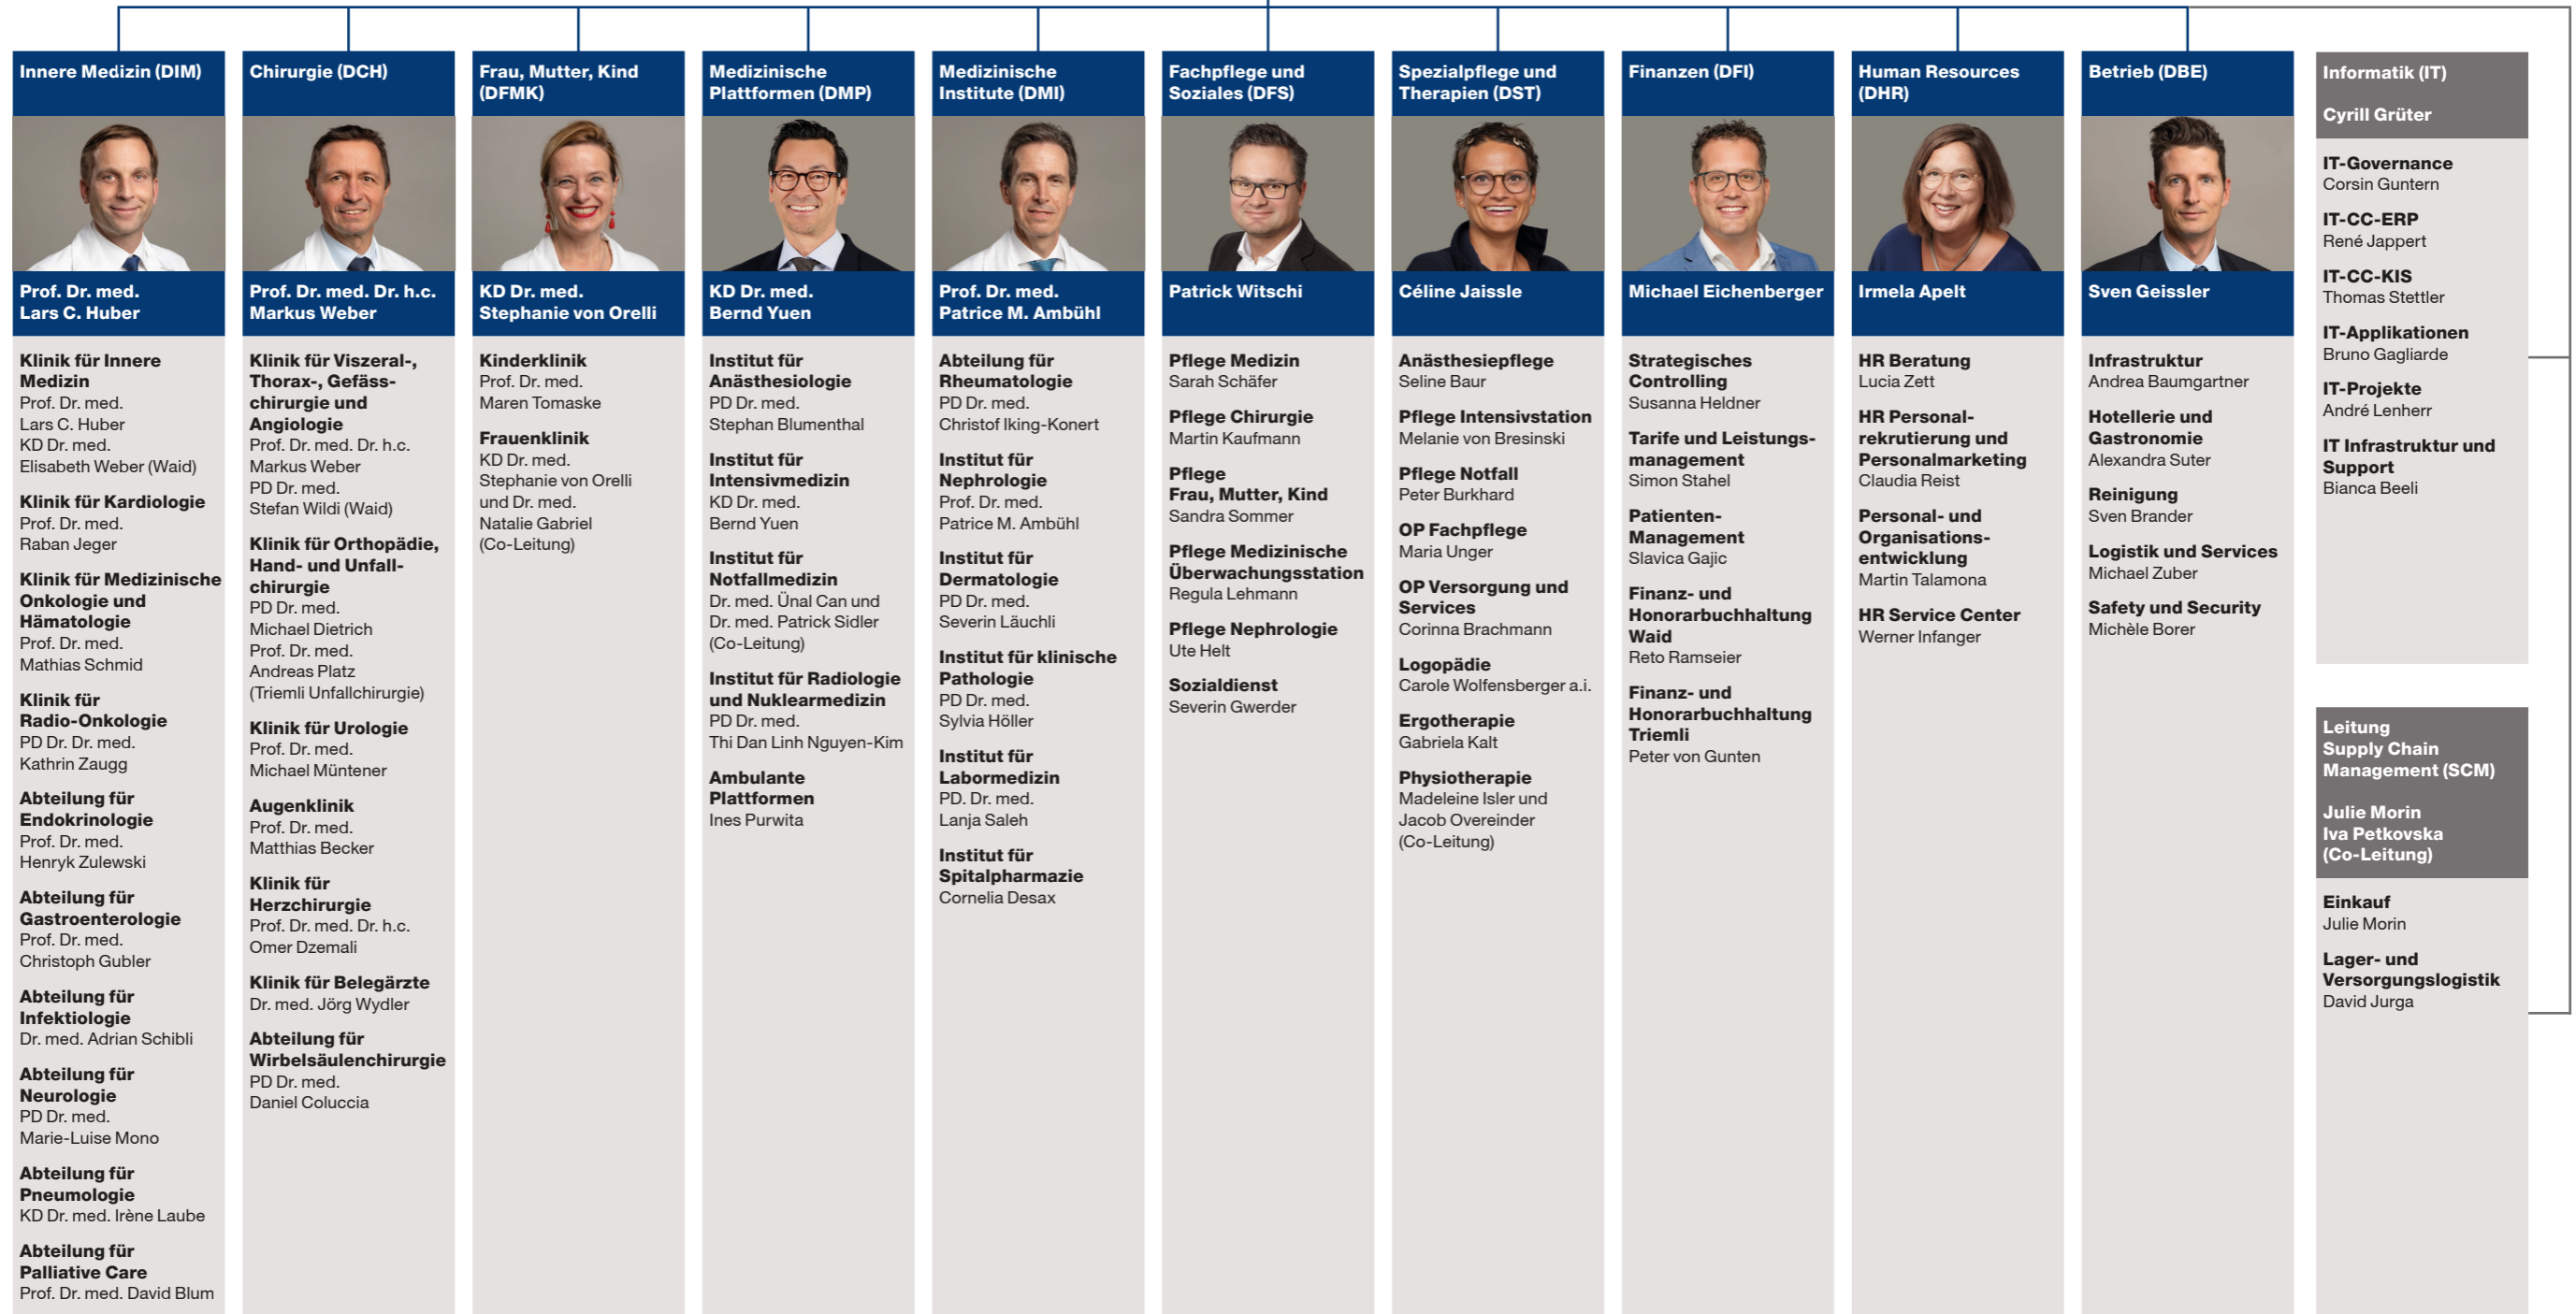 Innere Medizin (DIM)
Prof. Dr. med.
Lars C. Huber
Klinik für Innere
Medizin
Prof. Dr. med.
Lars C. Huber
KD Dr. med.
Elisabeth Weber (Waid)
Klinik für Kardiologie
Prof. Dr. med.
Raban Jeger
Klinik für Medizinische
Onkologie und
Hämatologie
Prof. Dr. med.
Mathias Schmid
Klinik für
Radio-Onkologie
PD Dr. Dr. med.
Kathrin Zaugg
Abteilung für
Endokrinologie
Prof. Dr. med.
Henryk Zulewski
Abteilung für
Gastroenterologie
Prof. Dr. med.
Christoph Gubler
Abteilung für
Infektiologie
Dr. med. Adrian Schibli
Abteilung für
Neurologie
PD Dr. med.
Marie-Luise Mono
Abteilung für
Pneumologie
KD Dr. med. Irène Laube
Abteilung für
Palliative Care
Prof. Dr. med. David Blum
Chirurgie (DCH)
Prof. Dr. med. Dr. h.c.
Markus Weber
Klinik für Viszeral-,
Thorax-, Gefäss-
chirurgie und
Angiologie
Prof. Dr. med. Dr. h.c.
Markus Weber
PD Dr. med.
Stefan Wildi (Waid)
Klinik für Orthopädie,
Hand- und Unfall-
chirurgie
PD Dr. med.
Michael Dietrich
Prof. Dr. med.
Andreas Platz
(Triemli Unfallchirurgie)
Klinik für Urologie
Prof. Dr. med.
Michael Müntener
Augenklinik
Prof. Dr. med.
Matthias Becker
Klinik für
Herzchirurgie
Prof. Dr. med. Dr. h.c.
Omer Dzemali
Klinik für Belegärzte
Dr. med. Jörg Wydler
Abteilung für
Wirbelsäulenchirurgie
PD Dr. med.
Daniel Coluccia
Frau, Mutter, Kind
(DFMK)
KD Dr. med.
Stephanie von Orelli
Kinderklinik
Prof. Dr. med.
Maren Tomaske
Frauenklinik
KD Dr. med.
Stephanie von Orelli
und Dr. med.
Natalie Gabriel
(Co-Leitung)
Medizinische
Plattformen (DMP)
KD Dr. med.
Bernd Yuen
Institut für
Anästhesiologie
PD Dr. med.
Stephan Blumenthal
Institut für
Intensivmedizin
KD Dr. med.
Bernd Yuen
Institut für
Notfallmedizin
Dr. med. Ünal Can und
Dr. med. Patrick Sidler
(Co-Leitung)
Institut für Radiologie
und Nuklearmedizin
PD Dr. med.
Thi Dan Linh Nguyen-Kim
Ambulante
Plattformen
Ines Purwita
Medizinische
Institute (DMI)
Prof. Dr. med.
Patrice M. Ambühl
Abteilung für
Rheumatologie
PD Dr. med.
Christof Iking-Konert
Institut für
Nephrologie
Prof. Dr. med.
Patrice M. Ambühl
Institut für
Dermatologie
PD Dr. med.
Severin Läuchli
Institut für klinische
Pathologie
PD Dr. med.
Sylvia Höller
Institut für
Labormedizin
PD. Dr. med.
Lanja Saleh
Institut für
Spitalpharmazie
Cornelia Desax
Fachpflege und
Soziales (DFS)
Patrick Witschi
Pflege Medizin
Sarah Schäfer
Pflege Chirurgie
Martin Kaufmann
Pflege
Frau, Mutter, Kind
Sandra Sommer
Pflege Medizinische
Überwachungsstation
Regula Lehmann
Pflege Nephrologie
Ute Helt
Sozialdienst
Severin Gwerder
Spezialpflege und
Therapien (DST)
Céline Jaissle
Anästhesiepflege
Seline Baur
Pflege Intensivstation
Melanie von Bresinski
Pflege Notfall
Peter Burkhard
OP Fachpflege
Maria Unger
OP Versorgung und
Services
Corinna Brachmann
Logopädie
Carole Wolfensberger a.i.
Ergotherapie
Gabriela Kalt
Physiotherapie
Madeleine Isler und
Jacob Overeinder
(Co-Leitung)
Finanzen (DFI)
Michael Eichenberger
Strategisches
Controlling
Susanna Heldner
Tarife und Leistungs-
management
Simon Stahel
Patienten-
Management
Slavica Gajic
Finanz- und
Honorarbuchhaltung
Waid
Reto Ramseier
Finanz- und
Honorarbuchhaltung
Triemli
Peter von Gunten
Human Resources
(DHR)
Irmela Apelt
HR Beratung
Lucia Zett
HR Personal-
rekrutierung und
Personalmarketing
Claudia Reist
Personal- und
Organisations-
entwicklung
Martin Talamona
HR Service Center
Werner Infanger
Betrieb (DBE)
Sven Geissler
Infrastruktur
Andrea Baumgartner
Hotellerie und
Gastronomie
Alexandra Suter
Reinigung
Sven Brander
Logistik und Services
Michael Zuber
Safety und Security
Michèle Borer
Informatik (IT)
Cyrill Grüter
IT-Governance
Corsin Guntern
IT-CC-ERP
René Jappert
IT-CC-KIS
Thomas Stettler
IT-Applikationen
Bruno Gagliarde
IT-Projekte
André Lenherr
IT Infrastruktur und
Support
Bianca Beeli
Leitung
Supply Chain
Management (SCM)
Julie Morin
Iva Petkovska
(Co-Leitung)
Einkauf
Julie Morin
Lager- und
Versorgungslogistik
David Jurga